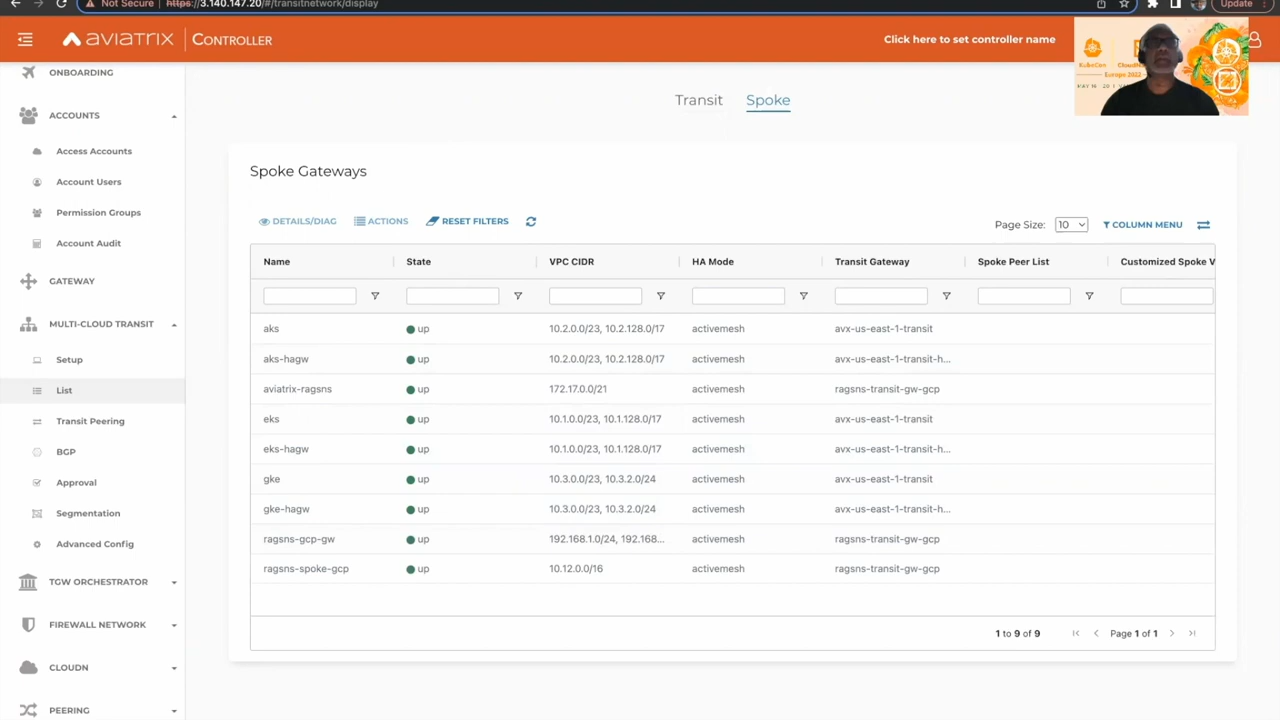 Not Secure https://3.140.147.20/#/transitnetwork/display
Update
aviatrix CONTROLLER
Click here to set controller name
KubeCon
Europe 2022
ONBOARDING
ACCOUNTS
Access Accounts
Account Users
Permission Groups
Account Audit
GATEWAY
MULTI-CLOUD TRANSIT
Setup
List
Transit Peering
BGP
Approval
Segmentation
Advanced Config
TGW ORCHESTRATOR
FIREWALL NETWORK
CLOUDN
PEERING
Transit Spoke
Spoke Gateways
DETAILS/DIAG ACTIONS RESET FILTERS
Page Size: 10 COLUMN MENU
Name State VPC CIDR HA Mode Transit Gateway Spoke Peer List Customized Spoke V
aks up 10.2.0.0/23, 10.2.128.0/17 activemesh avx-us-east-1-transit
aks-hagw up 10.2.0.0/23, 10.2.128.0/17 activemesh avx-us-east-1-transit-h...
aviatrix-ragsns up 172.17.0.0/21 activemesh ragsns-transit-gw-gcp
eks up 10.1.0.0/23, 10.1.128.0/17 activemesh avx-us-east-1-transit
eks-hagw up 10.1.0.0/23, 10.1.128.0/17 activemesh avx-us-east-1-transit-h...
gke up 10.3.0.0/23, 10.3.2.0/24 activemesh avx-us-east-1-transit
gke-hagw up 10.3.0.0/23, 10.3.2.0/24 activemesh avx-us-east-1-transit-h...
ragsns-gcp-gw up 192.168.1.0/24, 192.168... activemesh ragsns-transit-gw-gcp
ragsns-spoke-gcp up 10.12.0.0/16 activemesh ragsns-transit-gw-gcp
1 to 9 of 9 Page 1 of 1